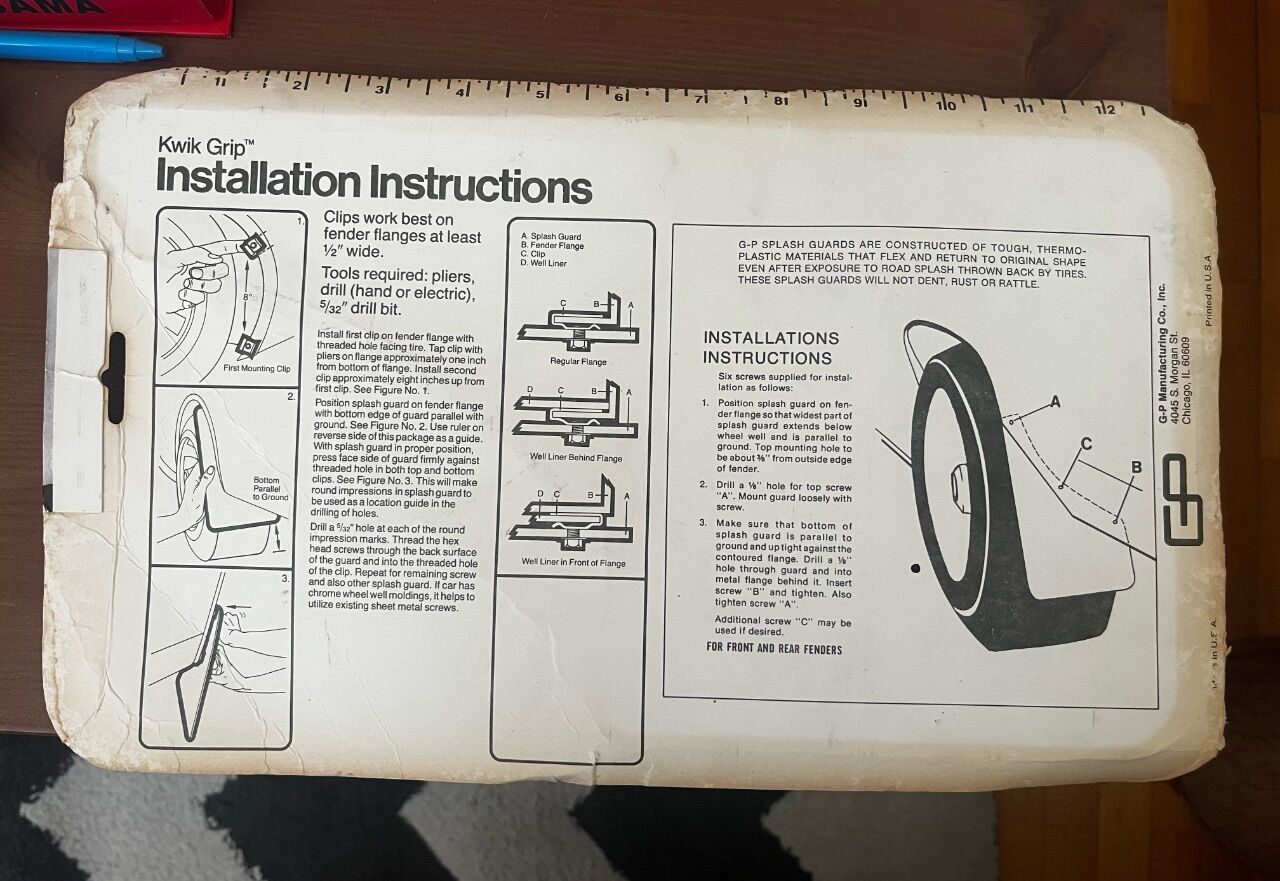 AMA
1 2 3 4 5 6 7 8 9 10 11 12
Kwik Grip™
Installation Instructions
1.
8"
First Mounting Clip
2.
Bottom
Parallel
to Ground
3.
Clips work best on
fender flanges at least
½" wide.
Tools required: pliers,
drill (hand or electric),
5/32" drill bit.
Install first clip on fender flange with
threaded hole facing tire. Tap clip with
pliers on flange approximately one inch
from bottom of flange. Install second
clip approximately eight inches up from
first clip. See Figure No. 1.
Position splash guard on fender flange
with bottom edge of guard parallel with
ground. See Figure No. 2. Use ruler on
reverse side of this package as a guide.
With splash guard in proper position,
press face side of guard firmly against
threaded hole in both top and bottom
clips. See Figure No. 3. This will make
round impressions in splash guard to
be used as a location guide in the
drilling of holes.
Drill a 5/32" hole at each of the round
impression marks. Thread the hex
head screws through the back surface
of the guard and into the threaded hole
of the clip. Repeat for remaining screw
and also other splash guard. If car has
chrome wheel well moldings, it helps to
utilize existing sheet metal screws.
A. Splash Guard
B. Fender Flange
C. Clip
D. Well Liner
C B A
Regular Flange
D C B A
Well Liner Behind Flange
D C B A
Well Liner in Front of Flange
G-P SPLASH GUARDS ARE CONSTRUCTED OF TOUGH, THERMO-
PLASTIC MATERIALS THAT FLEX AND RETURN TO ORIGINAL SHAPE
EVEN AFTER EXPOSURE TO ROAD SPLASH THROWN BACK BY TIRES.
THESE SPLASH GUARDS WILL NOT DENT, RUST OR RATTLE.
INSTALLATIONS
INSTRUCTIONS
Six screws supplied for instal-
lation as follows:
1. Position splash guard on fen-
der flange so that widest part of
splash guard extends below
wheel well and is parallel to
ground. Top mounting hole to
be about ⅜" from outside edge
of fender.
2. Drill a ⅛" hole for top screw
"A". Mount guard loosely with
screw.
3. Make sure that bottom of
splash guard is parallel to
ground and up tight against the
contoured flange. Drill a ⅛"
hole through guard and into
metal flange behind it. Insert
screw "B" and tighten. Also
tighten screw "A".
Additional screw "C" may be
used if desired.
FOR FRONT AND REAR FENDERS
A
C
B
G-P Manufacturing Co., Inc.
4045 S. Morgan St.
Chicago, IL 60609
GP
Printed in U.S.A.
in U.S.A.